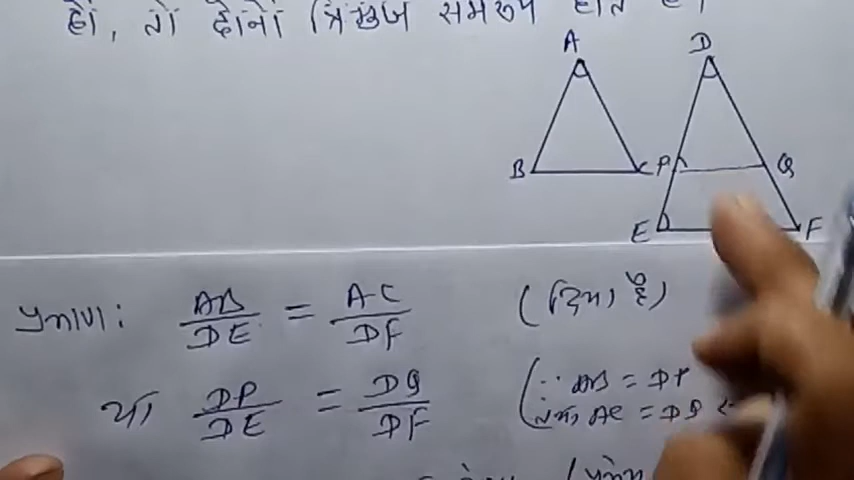 हों, तो दोनों त्रिभुज समरूप होते हैं।
A
D
B
C
P
Q
E
F
प्रमाण: AB/DE = AC/DF (दिया है)
या DP/DE = DQ/DF (∵ AB = DP
तथा AC = DQ